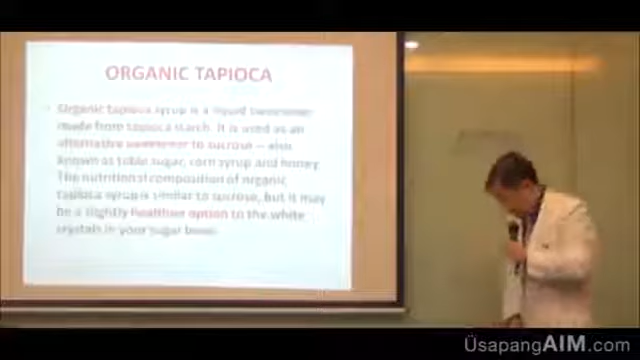 ORGANIC TAPIOCA
Organic tapioca syrup is a liquid sweetener
made from tapioca starch. It is used as an
alternative sweetener to sucrose – also
known as table sugar, corn syrup and honey.
The nutritional composition of organic
tapioca syrup is similar to sucrose, but it may
be a slightly healthier option to the white
crystals in your sugar bowl.
ÜsapangAIM.com